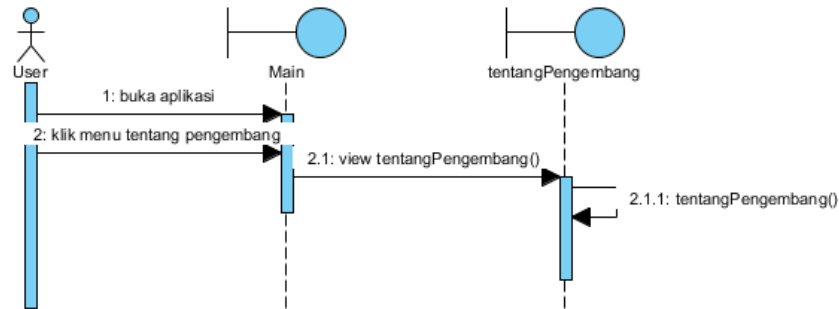 User
Main
tentangPengembang
1: buka aplikasi
2: klik menu tentang pengembang
2.1: view tentangPengembang()
2.1.1: tentangPengembang()